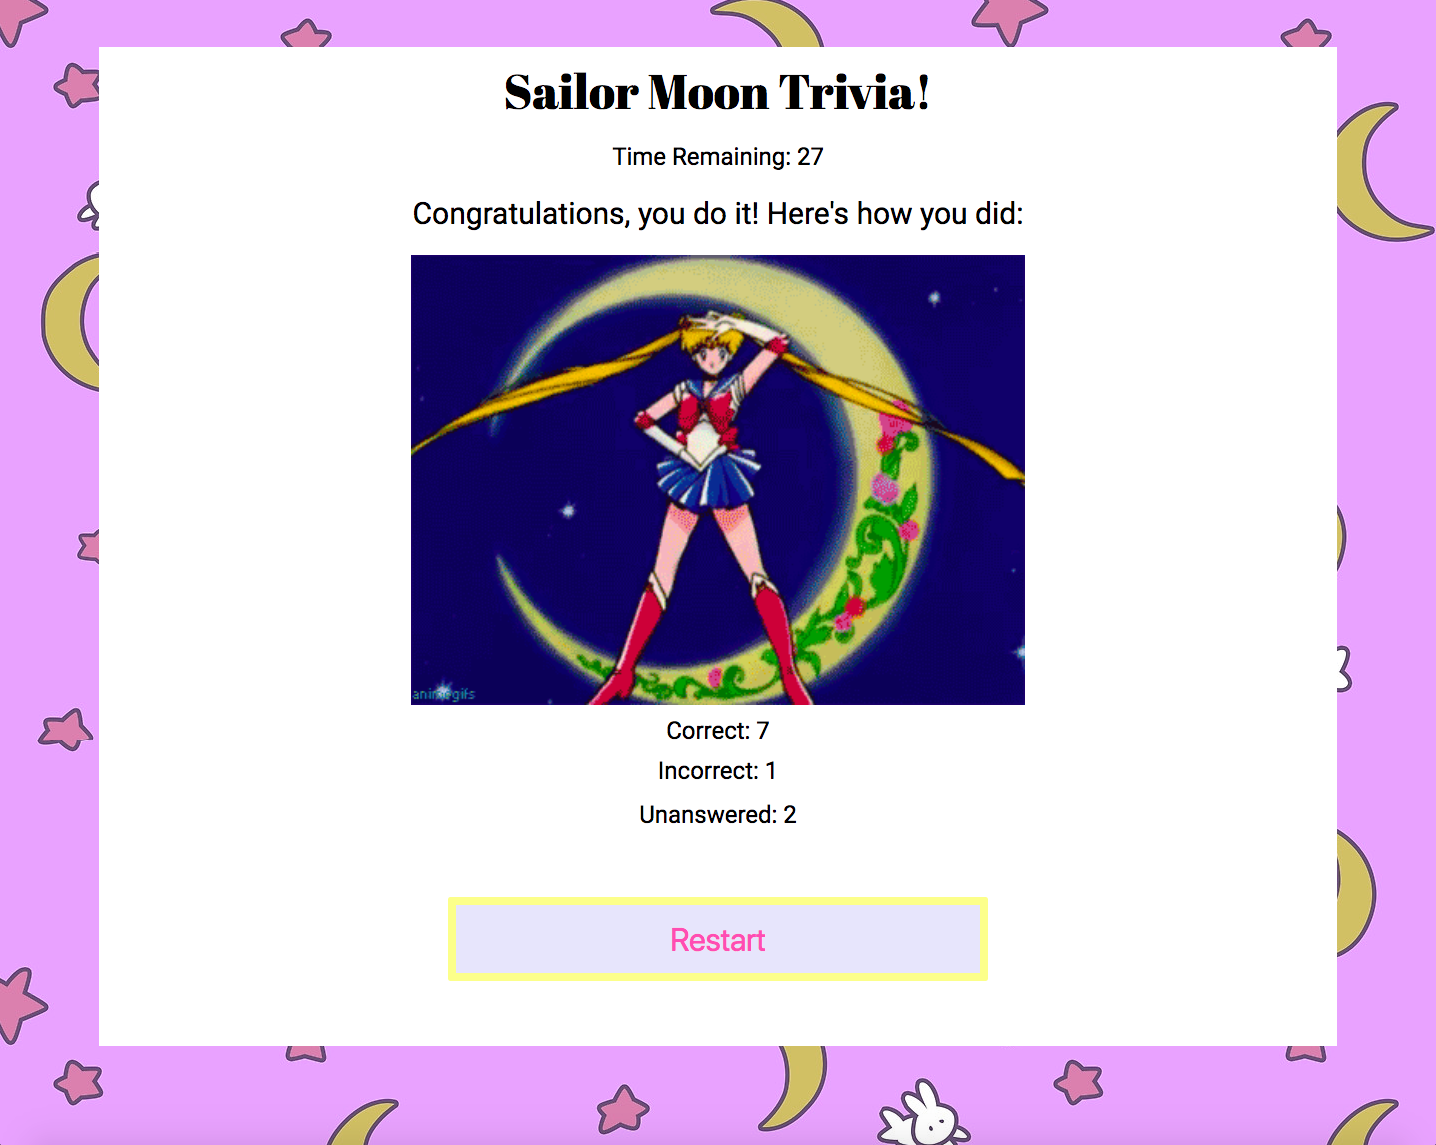 Sailor Moon Trivia!
Time Remaining: 27
Congratulations, you do it! Here's how you did:
animegifs
Correct: 7
Incorrect: 1
Unanswered: 2
Restart